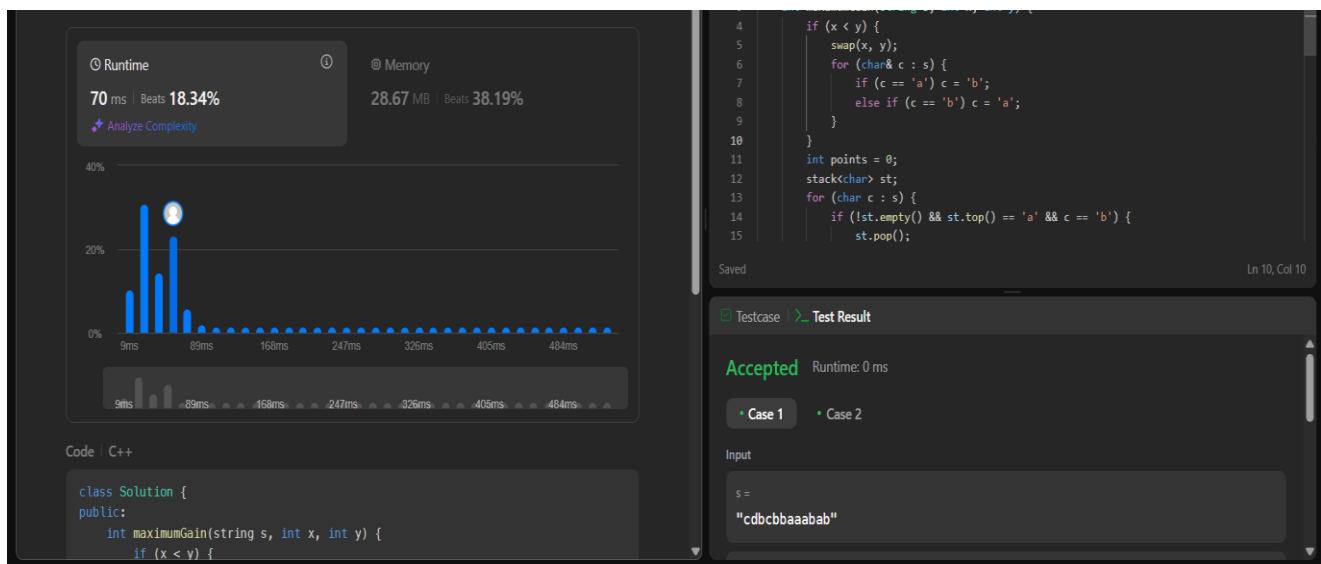 Runtime
Memory
70 ms | Beats 18.34%
28.67 MB | Beats 38.19%
Analyze Complexity
40%
20%
0%
9ms 89ms 168ms 247ms 326ms 405ms 484ms
9ms 89ms 168ms 247ms 326ms 405ms 484ms
Code | C++
class Solution {
public:
int maximumGain(string s, int x, int y) {
if (x < y) {
4 if (x < y) {
5 swap(x, y);
6 for (char& c : s) {
7 if (c == 'a') c = 'b';
8 else if (c == 'b') c = 'a';
9 }
10 }
11 int points = 0;
12 stack<char> st;
13 for (char c : s) {
14 if (!st.empty() && st.top() == 'a' && c == 'b') {
15 st.pop();
Saved
Ln 10, Col 10
Testcase | >_ Test Result
Accepted Runtime: 0 ms
• Case 1 • Case 2
Input
s =
"cdbcbbaaabab"